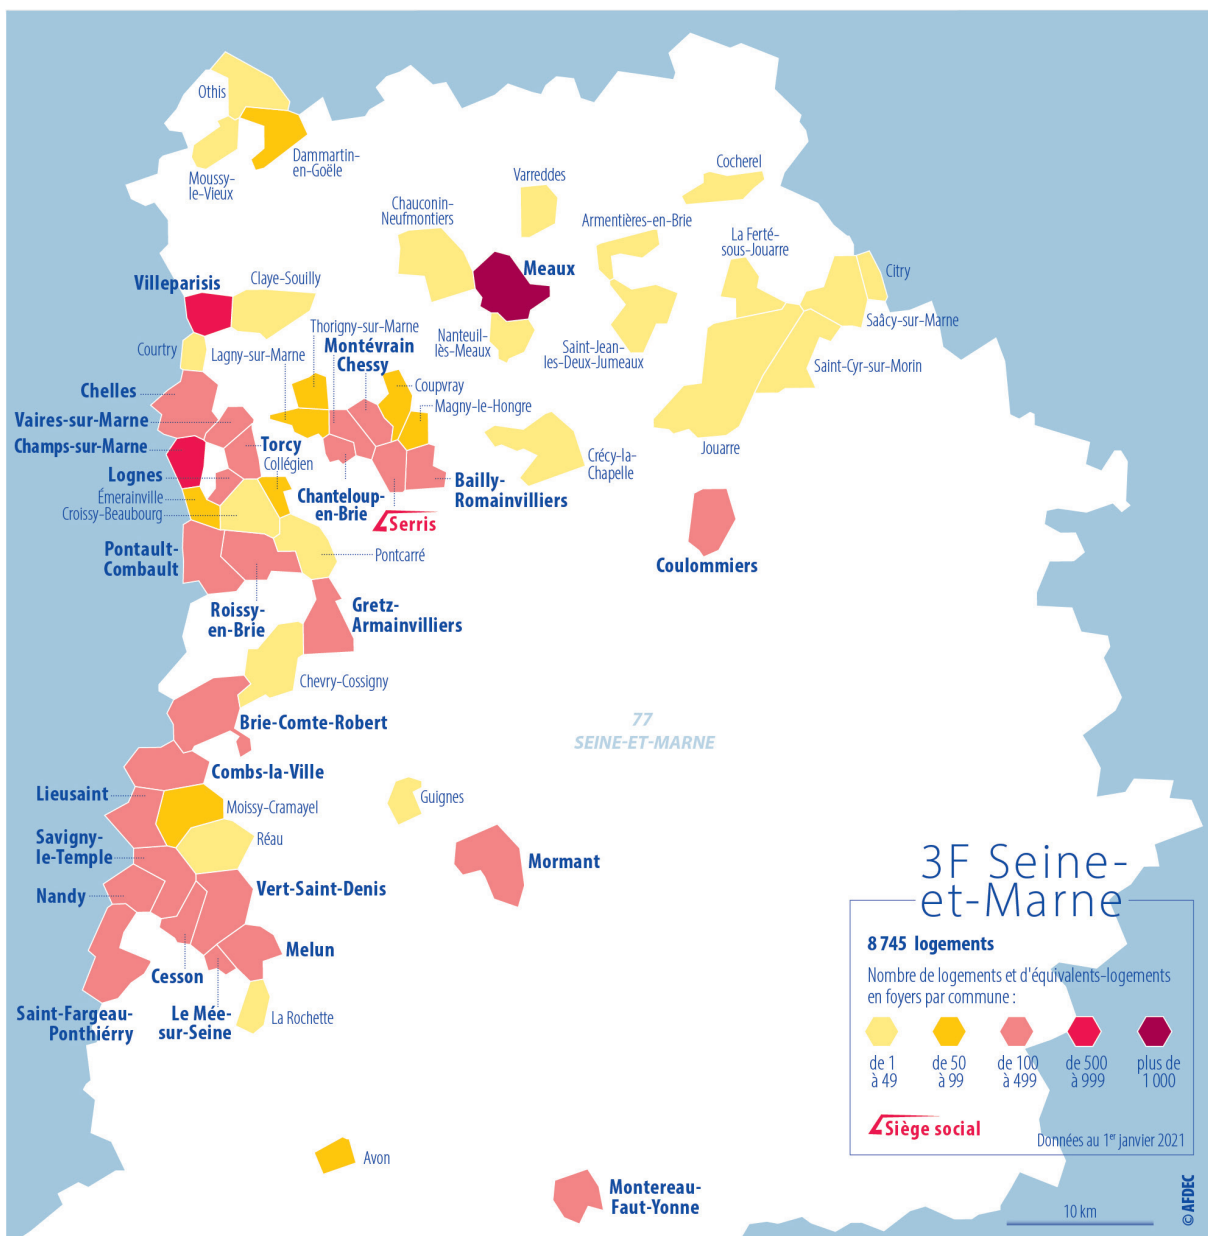 Othis
Dammartin-
en-Goële
Moussy-
le-Vieux
Cocherel
Varreddes
Chauconin-
Neufmontiers
Armentières-en-Brie
La Ferté-
sous-Jouarre
Meaux
Citry
Villeparisis
Claye-Souilly
Saâcy-sur-Marne
Thorigny-sur-Marne
Nanteuil-
lès-Meaux
Courtry
Lagny-sur-Marne
Montévrain
Chessy
Saint-Jean-
les-Deux-Jumeaux
Saint-Cyr-sur-Morin
Chelles
Coupvray
Magny-le-Hongre
Vaires-sur-Marne
Champs-sur-Marne
Torcy
Collégien
Jouarre
Crécy-la-
Chapelle
Lognes
Bailly-
Romainvilliers
Émerainville
Chanteloup-
en-Brie
Croissy-Beaubourg
Serris
Pontault-
Combault
Pontcarré
Coulommiers
Roissy-
en-Brie
Gretz-
Armainvilliers
Chevry-Cossigny
Brie-Comte-Robert
77
SEINE-ET-MARNE
Combs-la-Ville
Lieusaint
Moissy-Cramayel
Guignes
Savigny-
le-Temple
Réau
Mormant
Nandy
Vert-Saint-Denis
Melun
Cesson
Saint-Fargeau-
Ponthiérry
Le Mée-
sur-Seine
La Rochette
Avon
Montereau-
Faut-Yonne
3F Seine-
et-Marne
8 745 logements
Nombre de logements et d'équivalents-logements
en foyers par commune :
de 1
à 49
de 50
à 99
de 100
à 499
de 500
à 999
plus de
1 000
Siège social
Données au 1er janvier 2021
10 km
© AFDEC